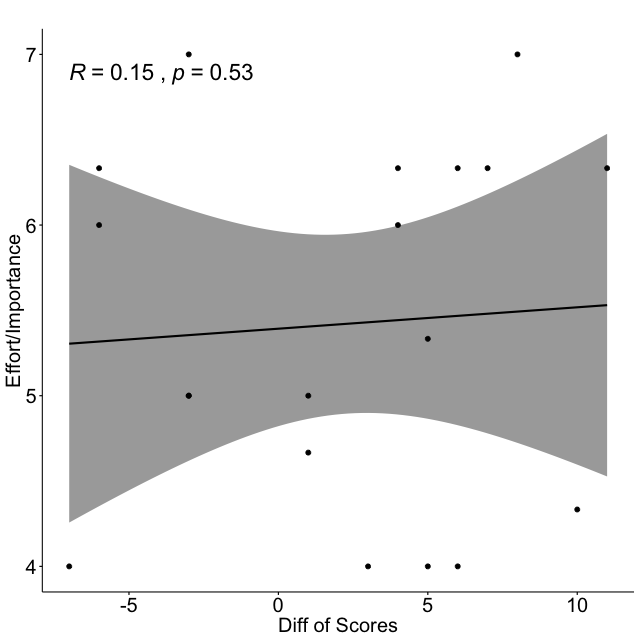 7
R = 0.15 , p = 0.53
6
Effort/Importance
5
4
-5 0 5 10
Diff of Scores